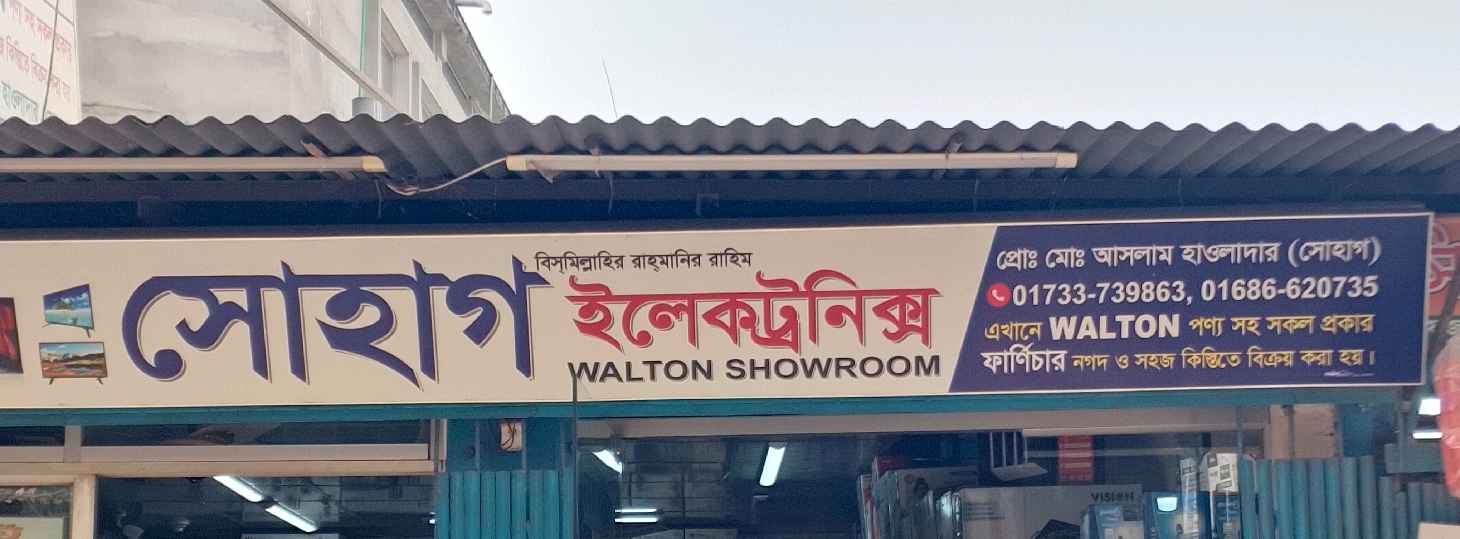 বিস্‌মিল্লাহির রাহ্‌মানির রাহিম
সোহাগ
ইলেকট্রনিক্স
WALTON SHOWROOM
প্রোঃ মোঃ আসলাম হাওলাদার (সোহাগ)
01733-739863, 01686-620735
এখানে WALTON পণ্য সহ সকল প্রকার
ফার্ণিচার নগদ ও সহজ কিস্তিতে বিক্রয় করা হয়।
VISION